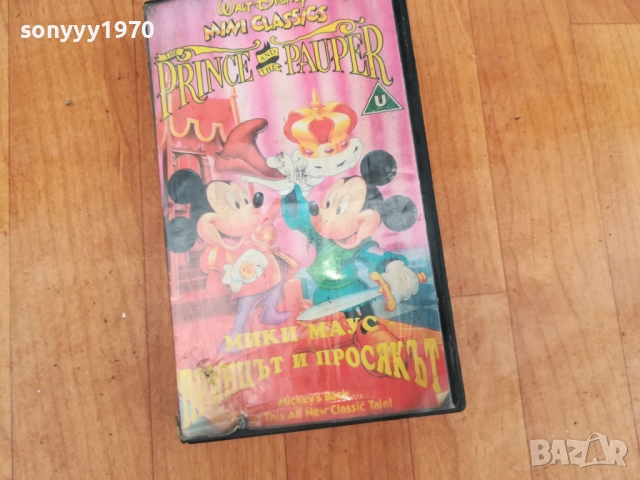 sonyyy1970
Walt Disney
MINI CLASSICS
THE
PRINCE AND THE PAUPER
U
МИКИ МАУС
И ПРОСЯКЪТ
Mickey's Back
This All New Classic Tale!
BAZAR